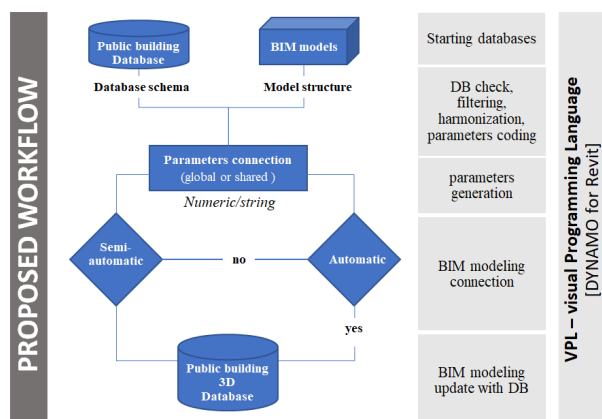 PROPOSED WORKFLOW
Public building
Database
BIM models
Database schema
Model structure
Parameters connection
(global or shared )
Numeric/string
Semi-
automatic
no
Automatic
yes
Public building
3D
Database
Starting databases
DB check,
filtering,
harmonization,
parameters coding
parameters
generation
BIM modeling
connection
BIM modeling
update with DB
VPL – visual Programming Language
[DYNAMO for Revit]